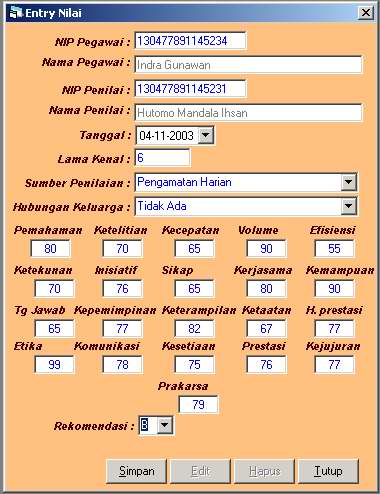 Entry Nilai
NIP Pegawai : 130477891145234
Nama Pegawai : Indra Gunawan
NIP Penilai : 130477891145231
Nama Penilai : Hutomo Mandala Ihsan
Tanggal : 04-11-2003
Lama Kenal : 6
Sumber Penilaian : Pengamatan Harian
Hubungan Keluarga : Tidak Ada
Pemahaman Ketelitian Kecepatan Volume Efisiensi
80 70 65 90 55
Ketekunan Inisiatif Sikap Kerjasama Kemampuan
70 76 65 80 90
Tg Jawab Kepemimpinan Keterampilan Ketaatan H. prestasi
65 77 82 67 77
Etika Komunikasi Kesetiaan Prestasi Kejujuran
99 78 75 76 77
Prakarsa
79
Rekomendasi : B
Simpan Edit Hapus Tutup